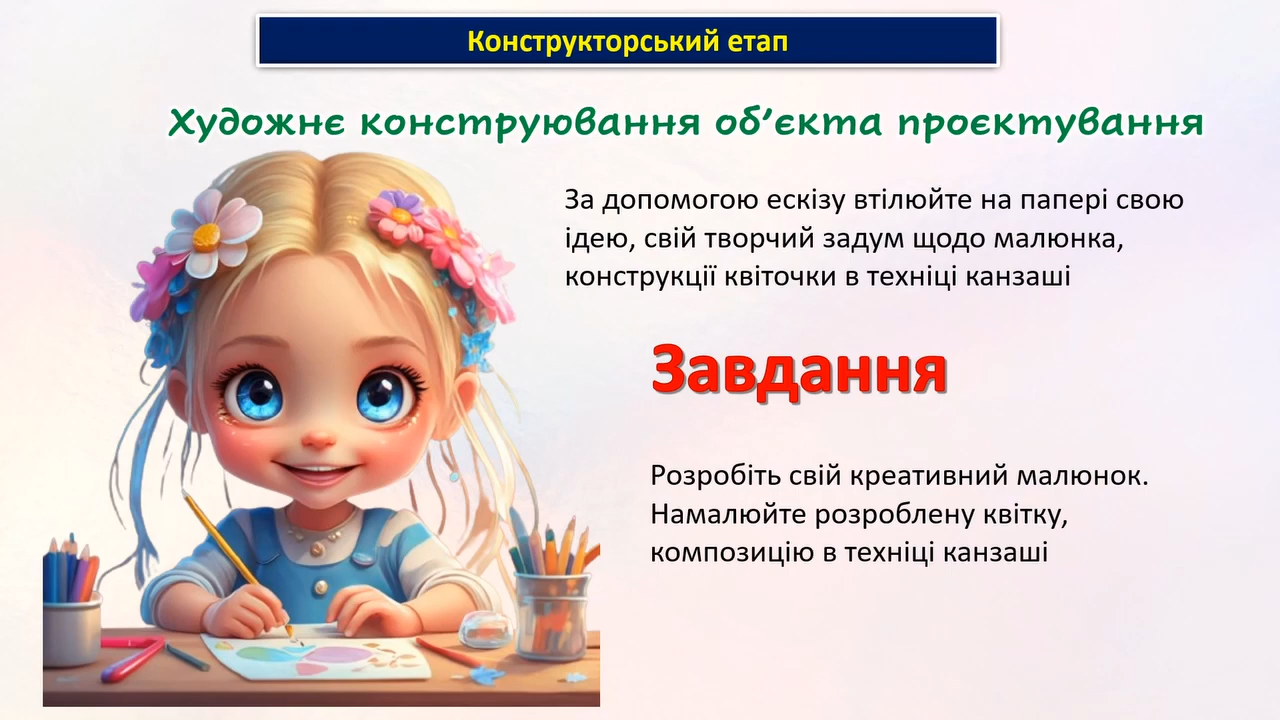 Конструкторський етап
Художнє конструювання об’єкта проєктування
За допомогою ескізу втілюйте на папері свою
ідею, свій творчий задум щодо малюнка,
конструкції квіточки в техніці канзаші
Завдання
Розробіть свій креативний малюнок.
Намалюйте розроблену квітку,
композицію в техніці канзаші